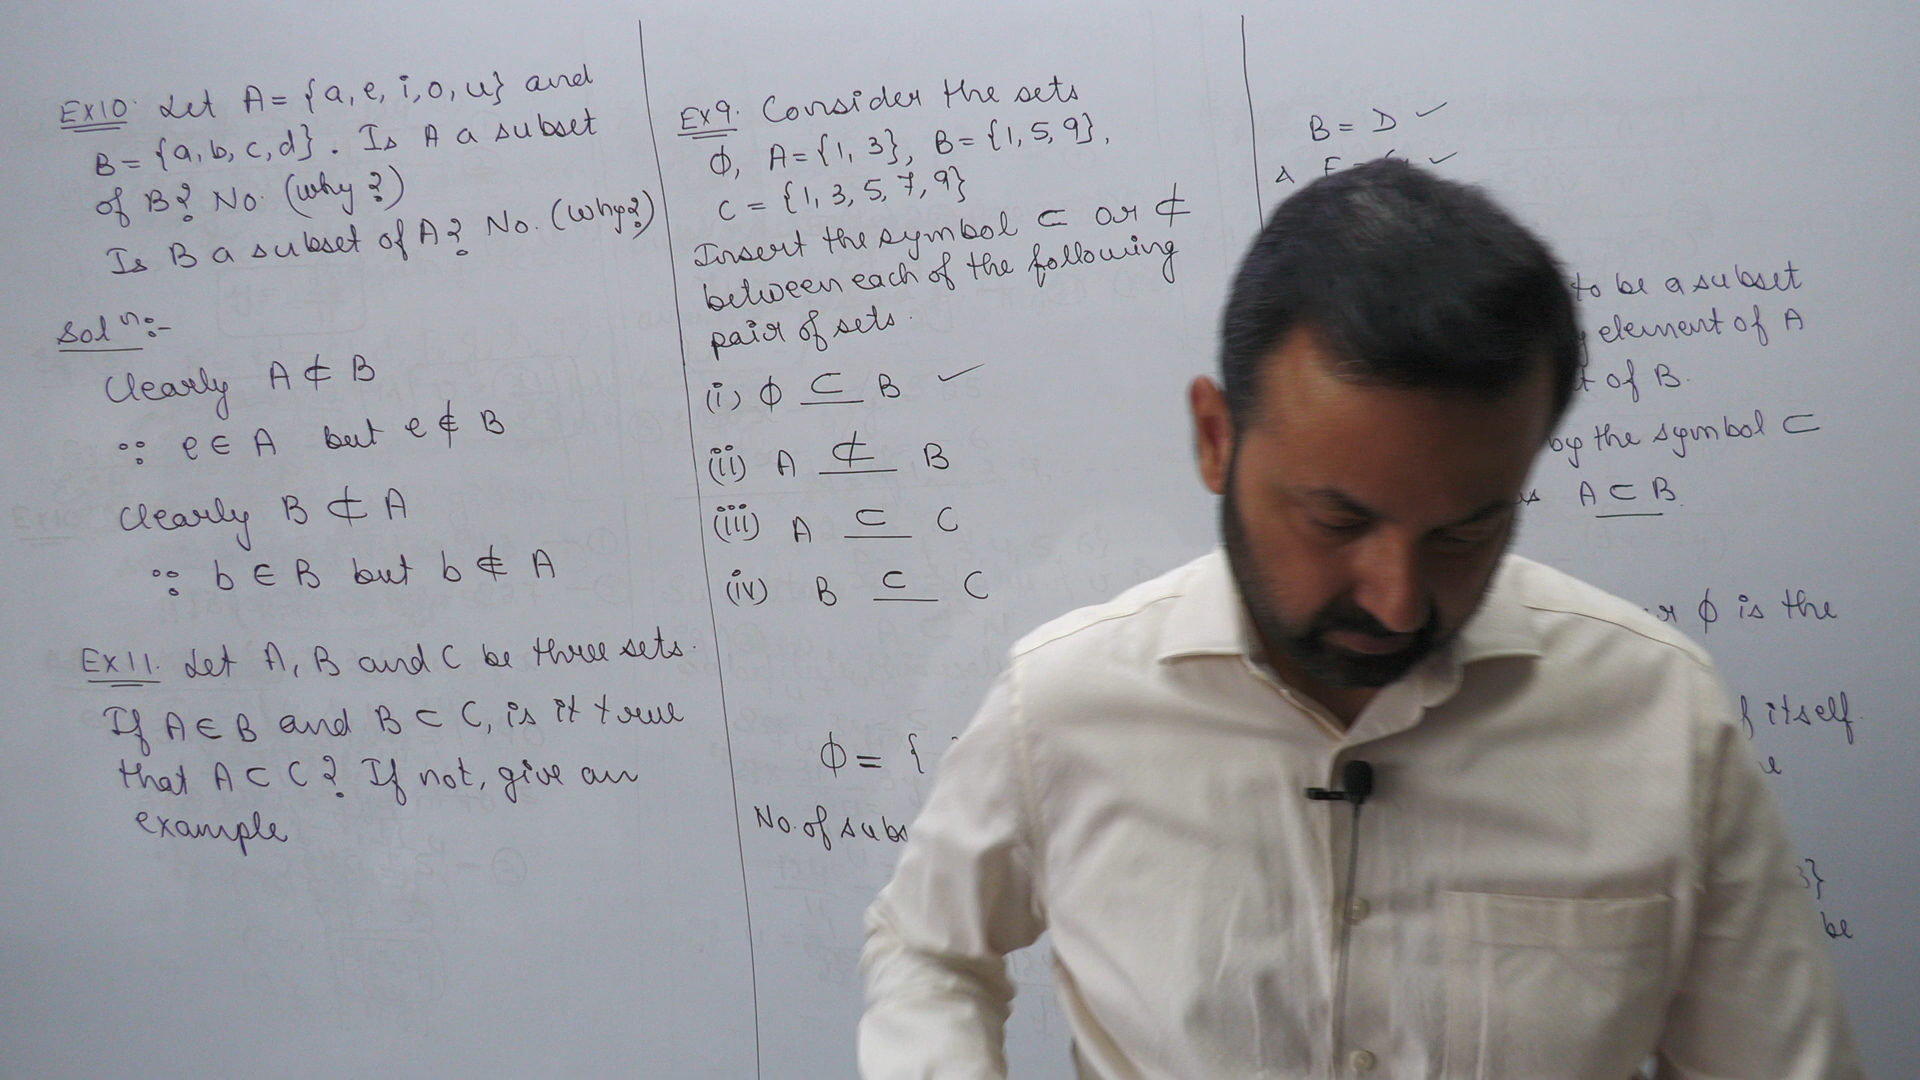 Ex10. Let A = {a, e, i, o, u} and
B = {a, b, c, d}. Is A a subset
of B? No. (why?)
Is B a subset of A? No. (why?)
Solⁿ:-
Clearly A ⊄ B
∵ e ∈ A but e ∉ B
Clearly B ⊄ A
∵ b ∈ B but b ∉ A
Ex11. Let A, B and C be three sets.
If A ∈ B and B ⊂ C, is it true
that A ⊂ C? If not, give an
example
Ex9. Consider the sets
ϕ, A = {1, 3}, B = {1, 5, 9},
C = {1, 3, 5, 7, 9}
Insert the symbol ⊂ or ⊄
between each of the following
pair of sets.
(i) ϕ ⊂ B ✓
(ii) A ⊄ B
(iii) A ⊂ C
(iv) B ⊂ C
ϕ = {
No. of subs
B = D ✓
to be a subset
element of A
of B.
by the symbol ⊂
A ⊂ B.
ϕ is the
itself.
3}
be